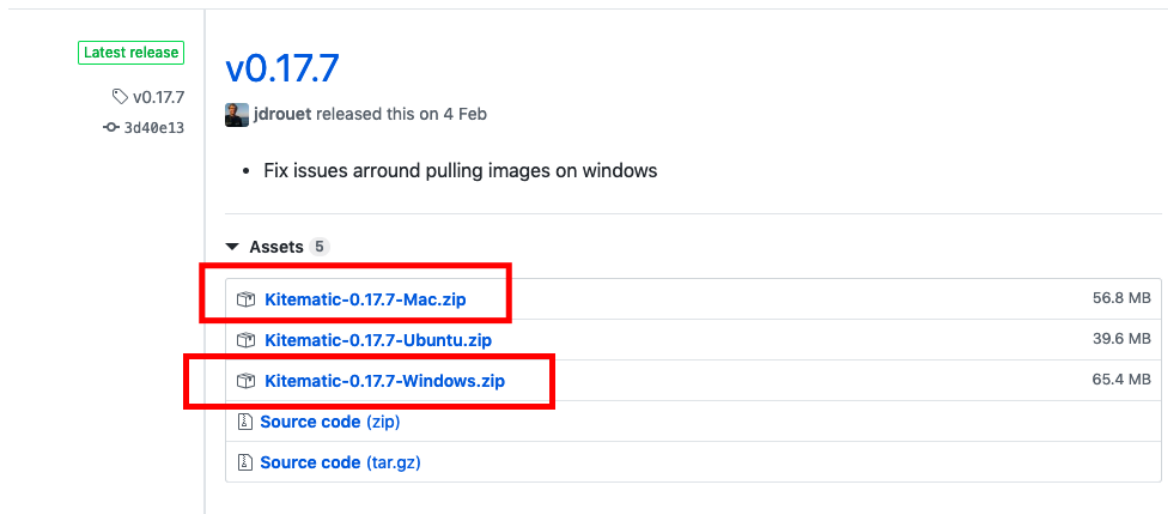 Latest release
v0.17.7
3d40e13
v0.17.7
jdrouet released this on 4 Feb
• Fix issues arround pulling images on windows
Assets 5
Kitematic-0.17.7-Mac.zip 56.8 MB
Kitematic-0.17.7-Ubuntu.zip 39.6 MB
Kitematic-0.17.7-Windows.zip 65.4 MB
Source code (zip)
Source code (tar.gz)